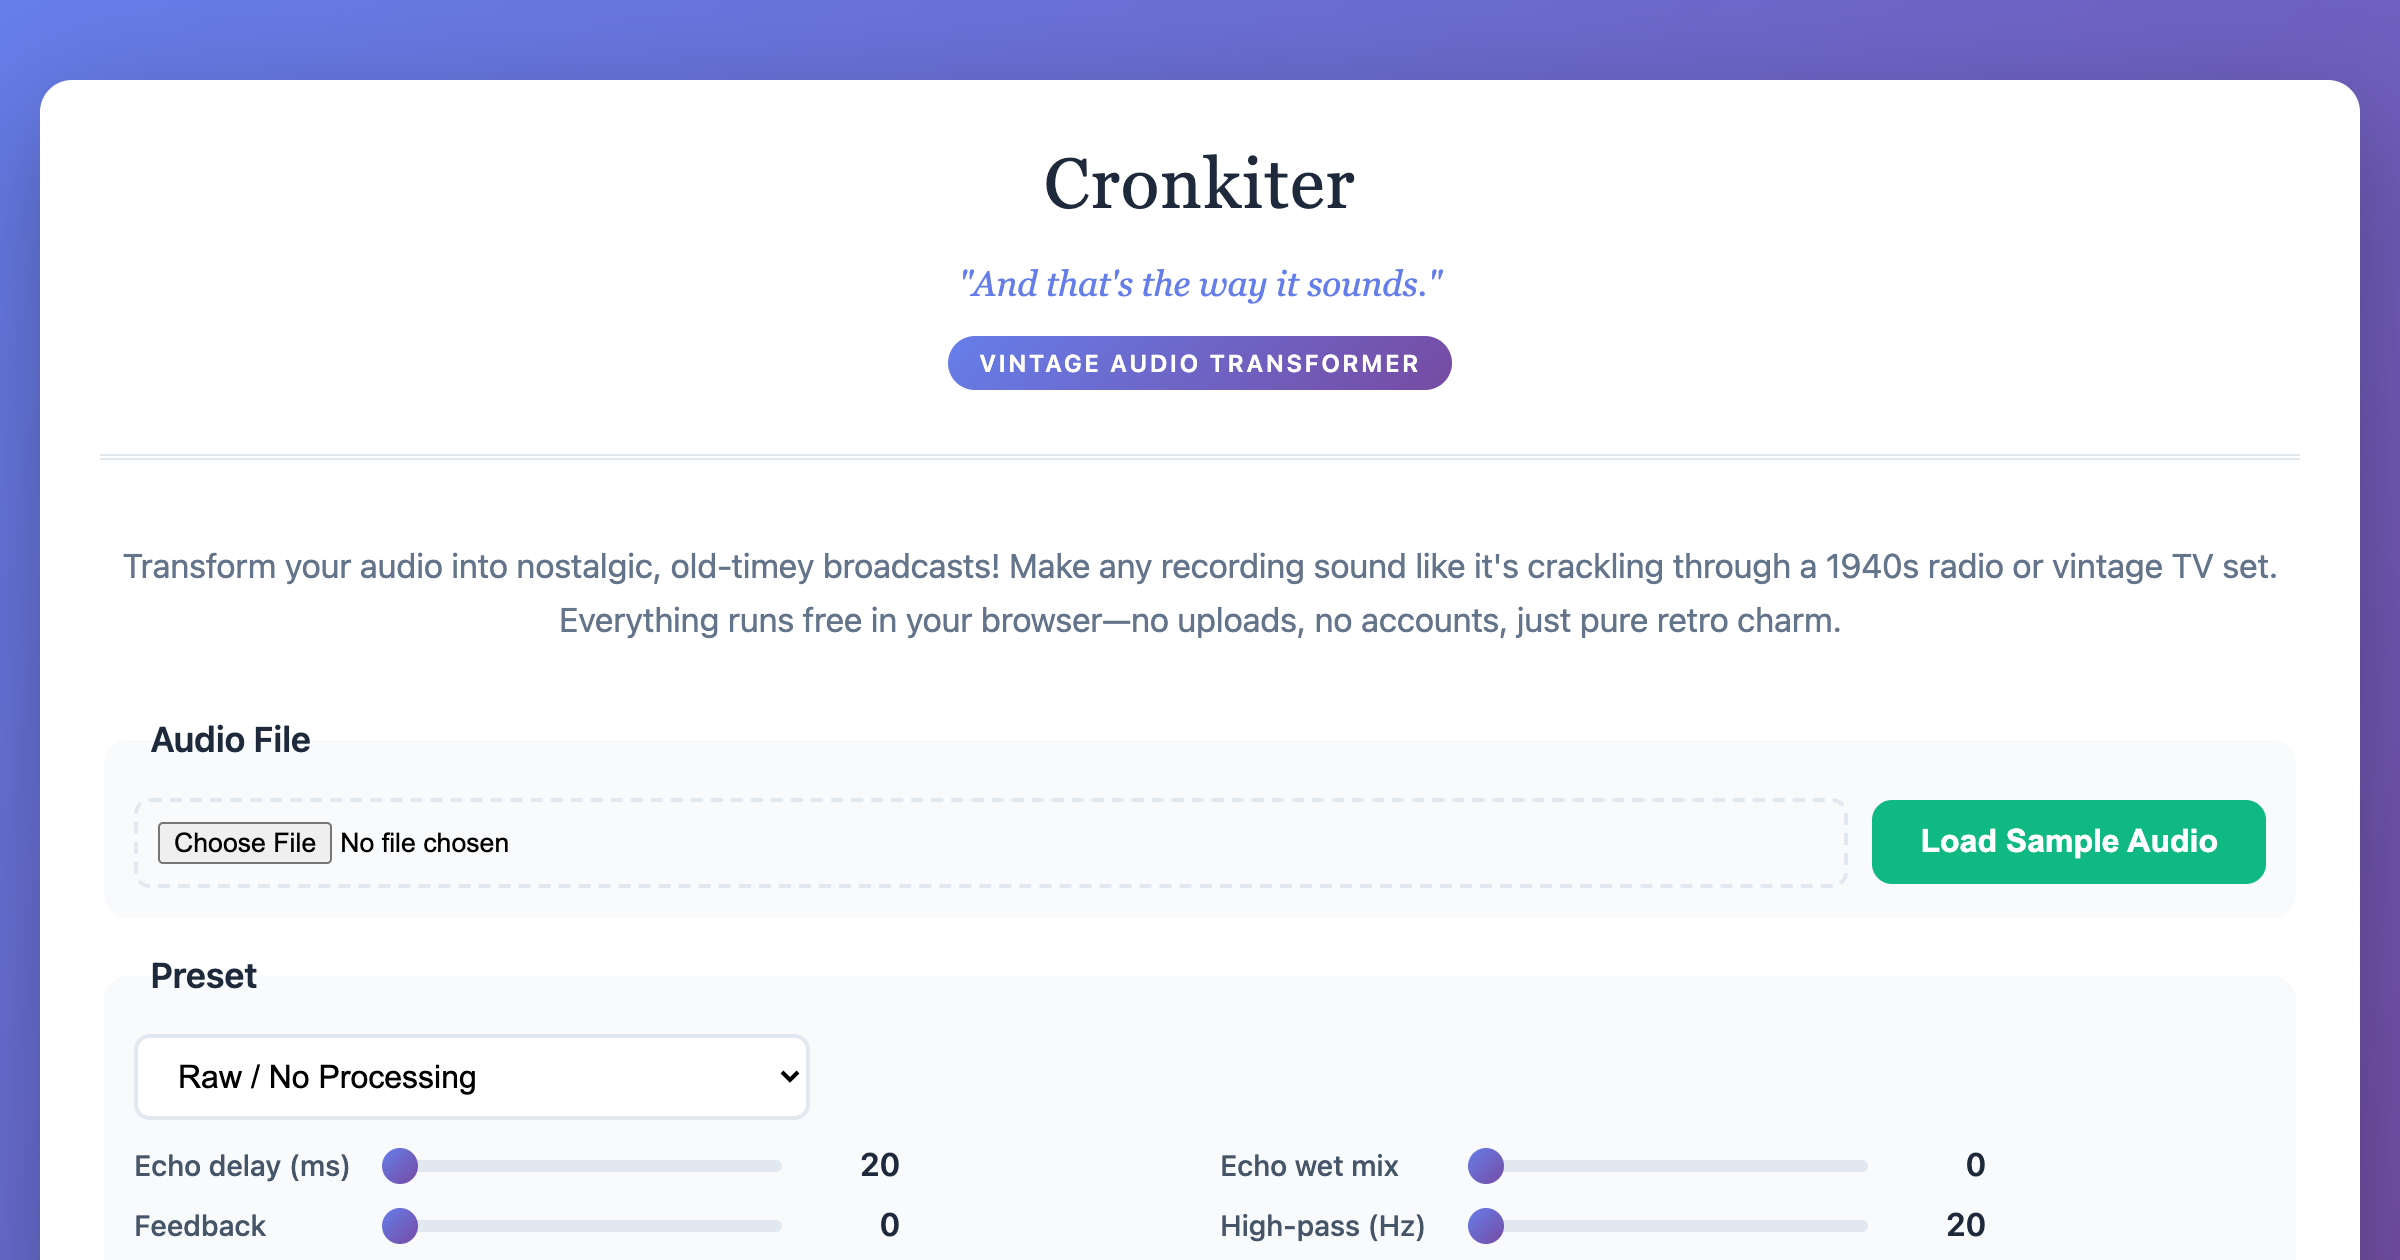 Cronkiter
"And that's the way it sounds."
VINTAGE AUDIO TRANSFORMER
Transform your audio into nostalgic, old-timey broadcasts! Make any recording sound like it's crackling through a 1940s radio or vintage TV set.
Everything runs free in your browser—no uploads, no accounts, just pure retro charm.
Audio File
Choose File No file chosen
Load Sample Audio
Preset
Raw / No Processing
Echo delay (ms) 20
Echo wet mix 0
Feedback 0
High-pass (Hz) 20